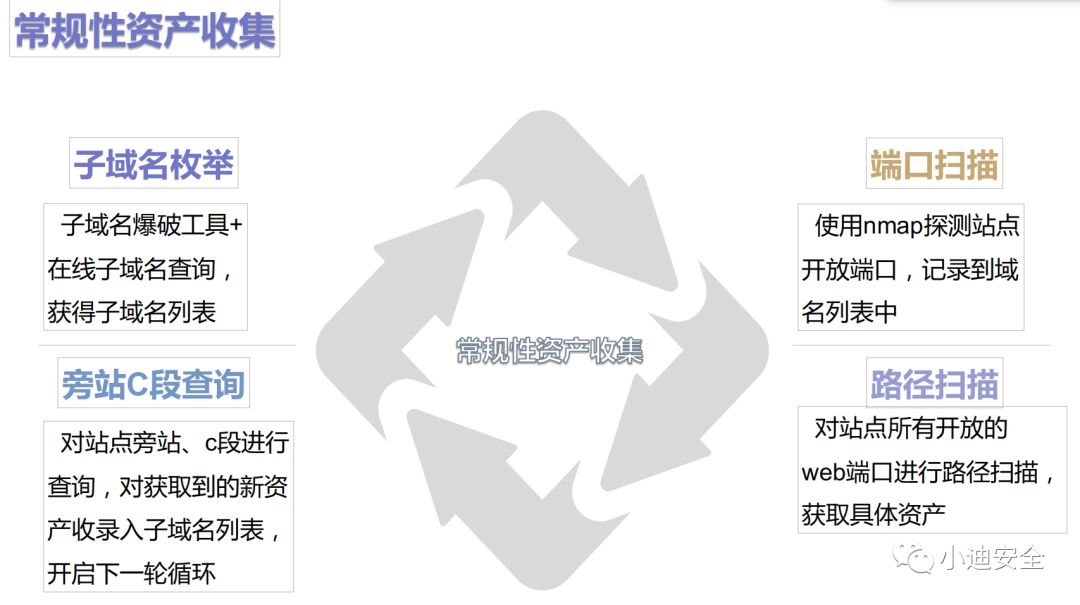 常规性资产收集
子域名枚举
子域名爆破工具+
在线子域名查询，
获得子域名列表
端口扫描
使用nmap探测站点
开放端口，记录到域
名列表中
常规性资产收集
旁站C段查询
对站点旁站、c段进行
查询，对获取到的新资
产收录入子域名列表，
开启下一轮循环
路径扫描
对站点所有开放的
web端口进行路径扫描，
获取具体资产
小迪安全